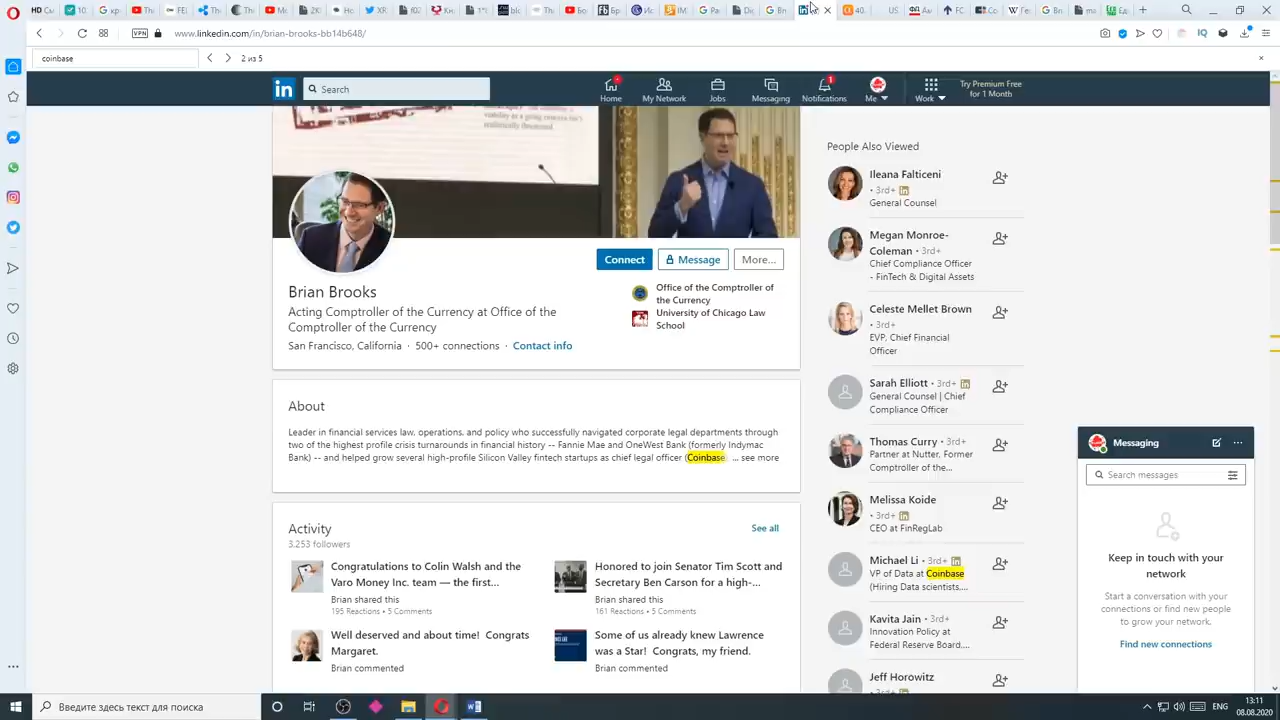 www.linkedin.com/in/brian-brooks-bb14b648/
VPN
coinbase
2 из 5
in
Search
Home
My Network
Jobs
Messaging
1
Notifications
Me
Work
Try Premium Free
for 1 Month
Connect
Message
More...
Brian Brooks
Acting Comptroller of the Currency at Office of the
Comptroller of the Currency
San Francisco, California · 500+ connections · Contact info
Office of the Comptroller of
the Currency
University of Chicago Law
School
About
Leader in financial services law, operations, and policy who successfully navigated corporate legal departments through
two of the highest profile crisis turnarounds in financial history -- Fannie Mae and OneWest Bank (formerly Indymac
Bank) -- and helped grow several high-profile Silicon Valley fintech startups as chief legal officer (Coinbase ... see more
Activity
3.253 followers
See all
Congratulations to Colin Walsh and the
Varo Money Inc. team — the first...
Brian shared this
195 Reactions • 5 Comments
Honored to join Senator Tim Scott and
Secretary Ben Carson for a high-...
Brian shared this
161 Reactions • 5 Comments
Well deserved and about time! Congrats
Margaret.
Brian commented
Some of us already knew Lawrence
was a Star! Congrats, my friend.
Brian commented
People Also Viewed
Ileana Falticeni
• 3rd+ in
General Counsel
Megan Monroe-
Coleman • 3rd+
Chief Compliance Officer
- FinTech & Digital Assets
Celeste Mellet Brown
• 3rd+
EVP, Chief Financial
Officer
Sarah Elliott • 3rd+ in
General Counsel | Chief
Compliance Officer
Thomas Curry • 3rd+
Partner at Nutter, Former
Comptroller of the...
Melissa Koide
• 3rd+ in
CEO at FinRegLab
Michael Li • 3rd+ in
VP of Data at Coinbase
(Hiring Data scientists,...
Kavita Jain • 3rd+
Innovation Policy at
Federal Reserve Board,...
Jeff Horowitz
Messaging
Search messages
Keep in touch with your
network
Start a conversation with your
connections or find new people
to grow your network.
Find new connections
Введите здесь текст для поиска
ENG
13:11
08.08.2020